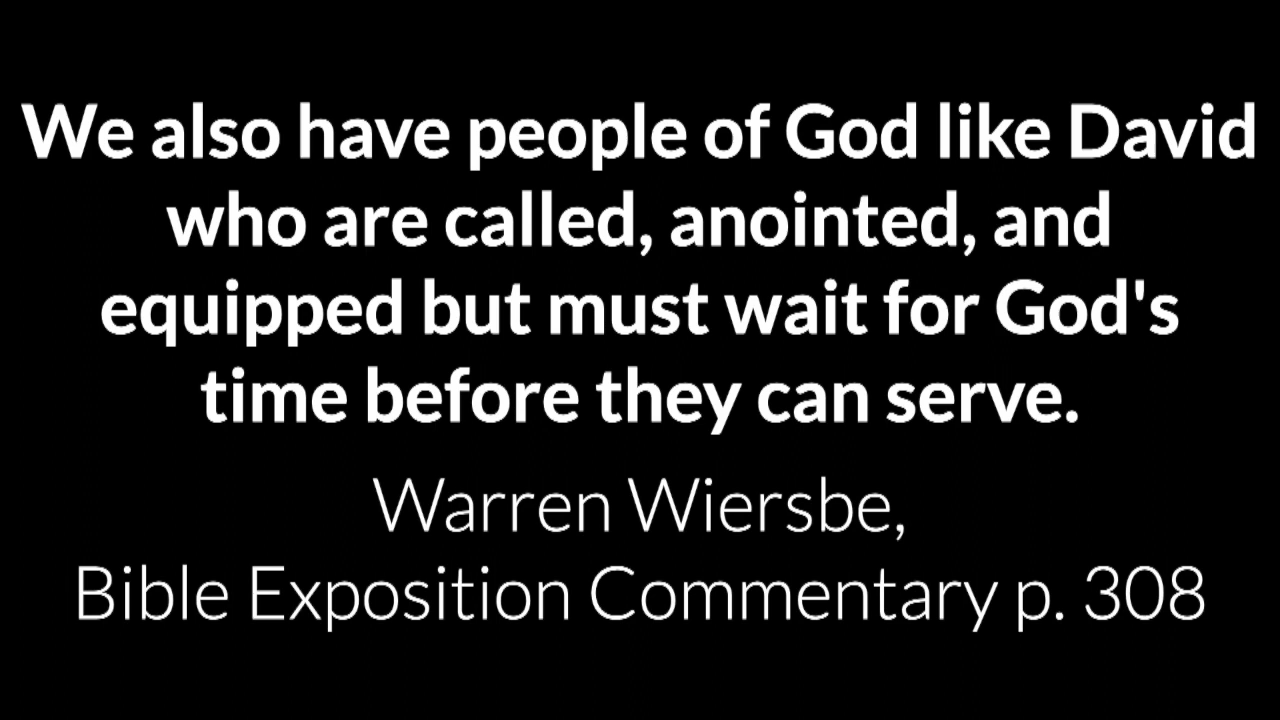 We also have people of God like David
who are called, anointed, and
equipped but must wait for God's
time before they can serve.
Warren Wiersbe,
Bible Exposition Commentary p. 308